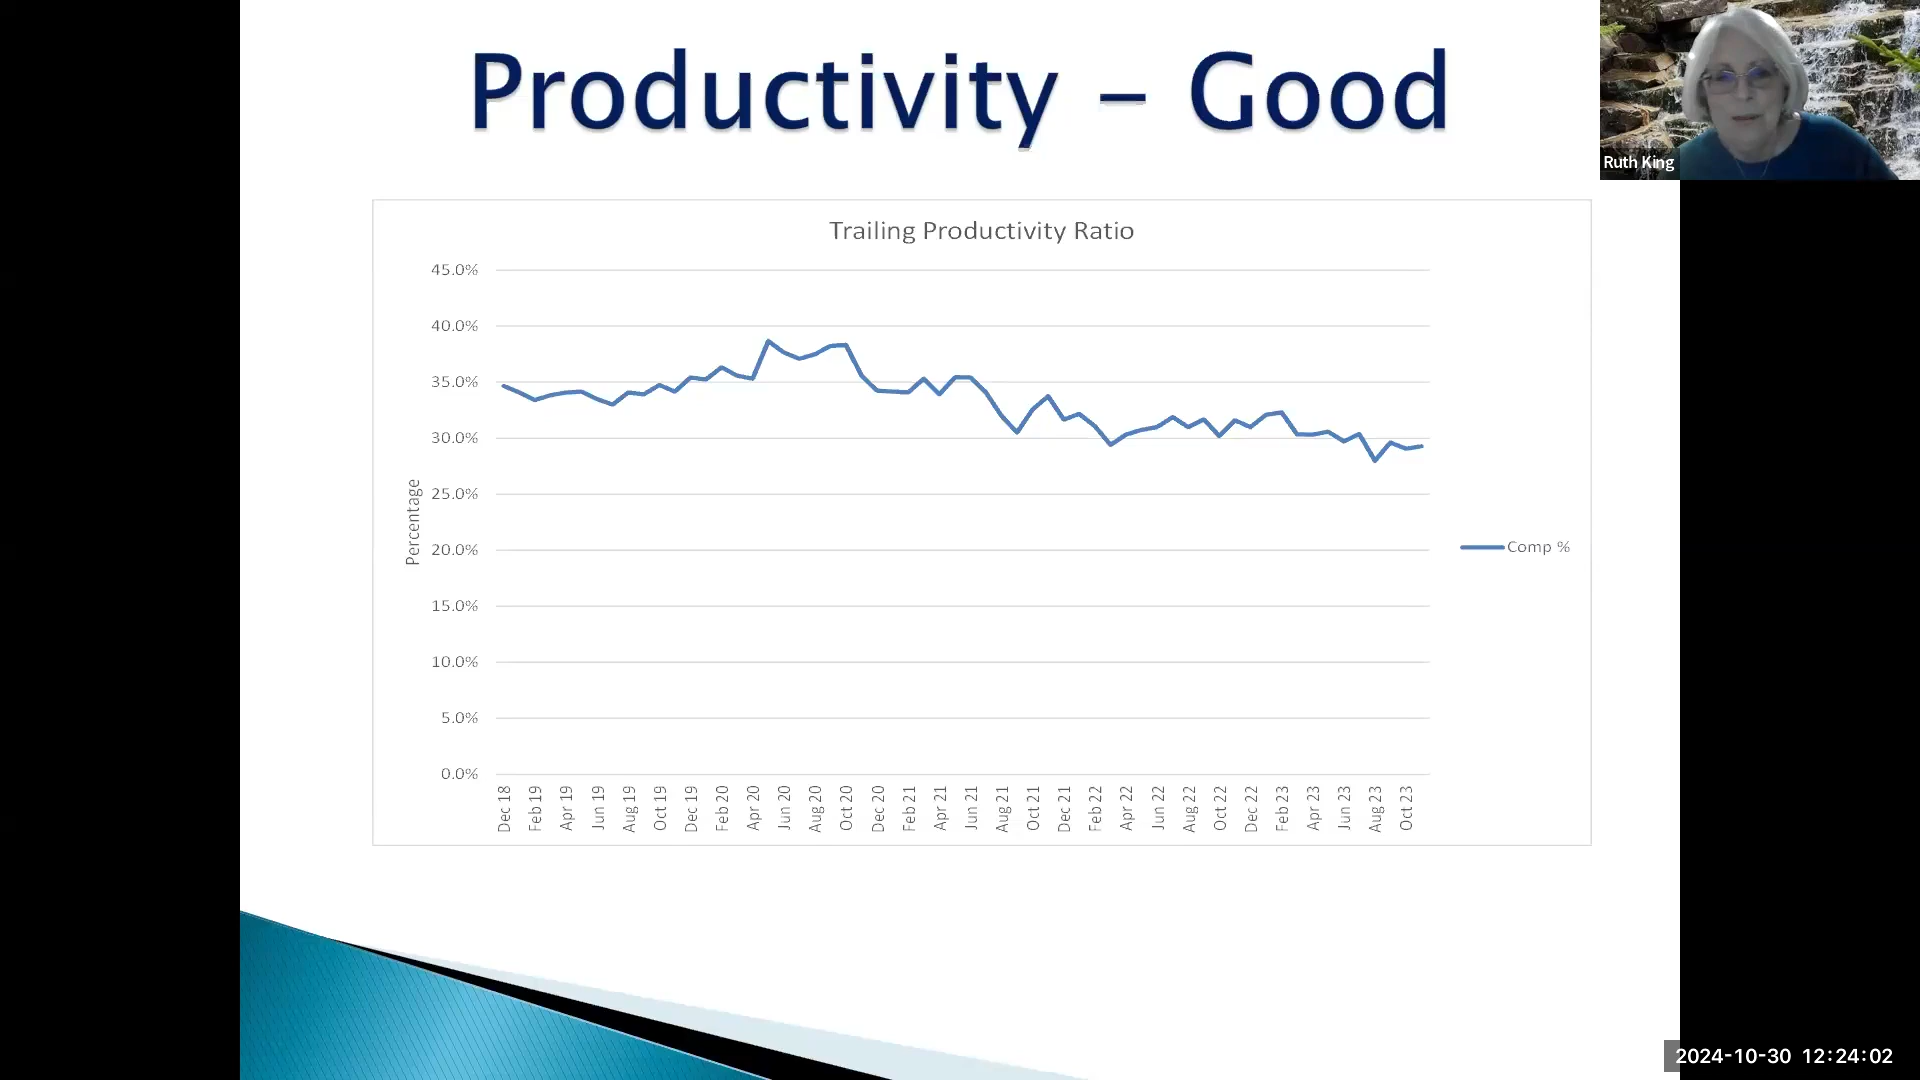 Productivity – Good
Ruth King
Trailing Productivity Ratio
45.0%
40.0%
35.0%
30.0%
25.0%
20.0%
15.0%
10.0%
5.0%
0.0%
Percentage
Comp %
Dec 18
Feb 19
Apr 19
Jun 19
Aug 19
Oct 19
Dec 19
Feb 20
Apr 20
Jun 20
Aug 20
Oct 20
Dec 20
Feb 21
Apr 21
Jun 21
Aug 21
Oct 21
Dec 21
Feb 22
Apr 22
Jun 22
Aug 22
Oct 22
Dec 22
Feb 23
Apr 23
Jun 23
Aug 23
Oct 23
2024-10-30 12:24:02